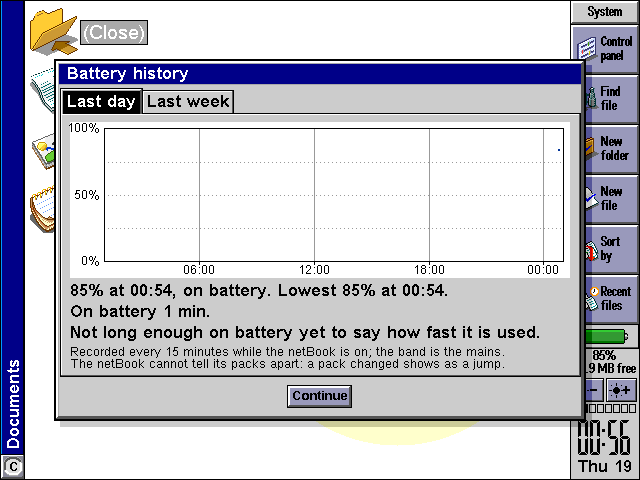 (Close)
System
Control
panel
Find
file
New
folder
New
file
Sort
by
Recent
files
85%
.9 MB free
00:56
Thu 19
Documents
C
Battery history
Last day
Last week
100%
50%
0%
06:00
12:00
18:00
00:00
85% at 00:54, on battery. Lowest 85% at 00:54.
On battery 1 min.
Not long enough on battery yet to say how fast it is used.
Recorded every 15 minutes while the netBook is on; the band is the mains.
The netBook cannot tell its packs apart: a pack changed shows as a jump.
Continue